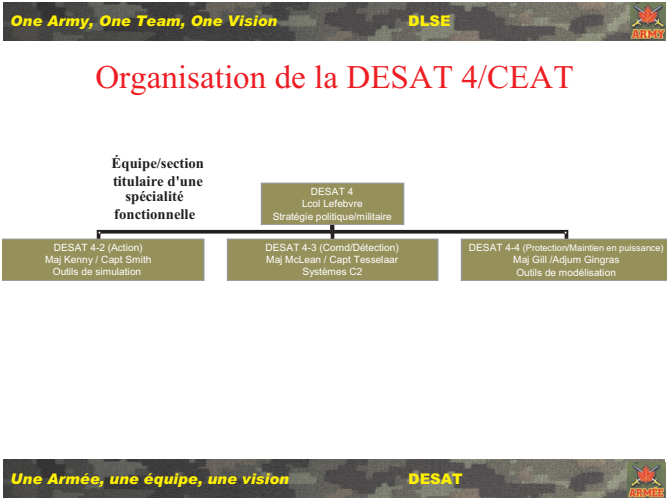 One Army, One Team, One Vision DLSE
ARMY
Organisation de la DESAT 4/CEAT
Équipe/section
titulaire d'une
spécialité
fonctionnelle
DESAT 4
Lcol Lefebvre
Stratégie politique/militaire
DESAT 4-2 (Action)
Maj Kenny / Capt Smith
Outils de simulation
DESAT 4-3 (Comd/Détection)
Maj McLean / Capt Tesselaar
Systèmes C2
DESAT 4-4 (Protection/Maintien en puissance)
Maj Gill /Adjum Gingras
Outils de modélisation
Une Armée, une équipe, une vision DESAT
ARMÉE